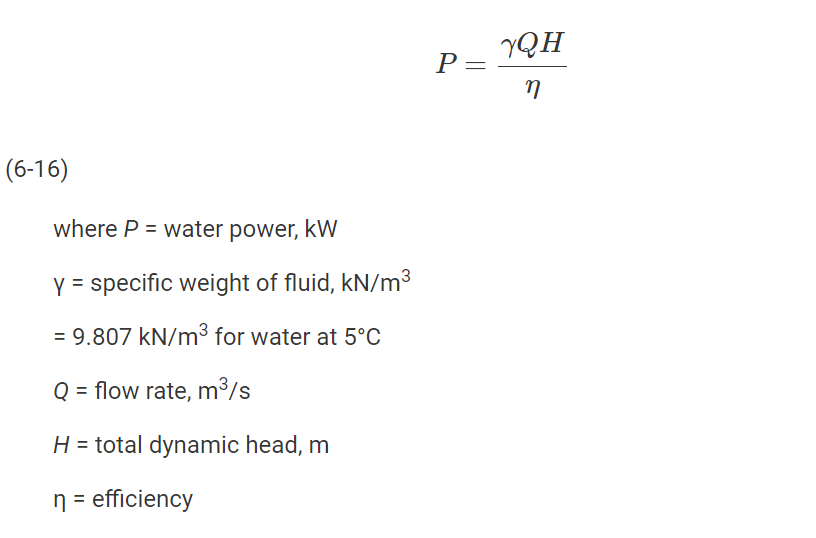 P = γQH / η
(6-16)
where P = water power, kW
γ = specific weight of fluid, kN/m³
= 9.807 kN/m³ for water at 5°C
Q = flow rate, m³/s
H = total dynamic head, m
η = efficiency